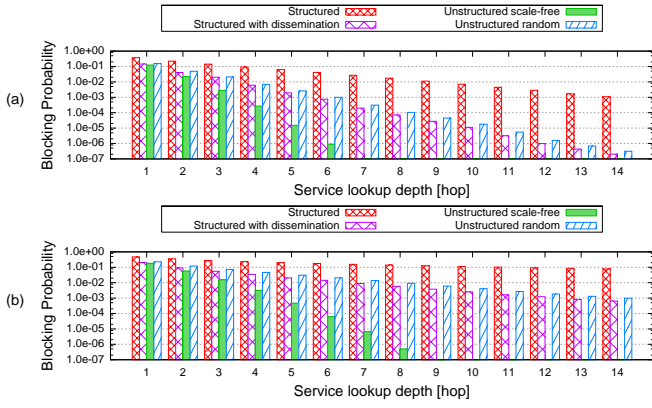 Structured
Unstructured scale-free
Structured with dissemination
Unstructured random
(a)
Blocking Probability
1.0e+00
1.0e-01
1.0e-02
1.0e-03
1.0e-04
1.0e-05
1.0e-06
1.0e-07
1 2 3 4 5 6 7 8 9 10 11 12 13 14
Service lookup depth [hop]
Structured
Unstructured scale-free
Structured with dissemination
Unstructured random
(b)
Blocking Probability
1.0e+00
1.0e-01
1.0e-02
1.0e-03
1.0e-04
1.0e-05
1.0e-06
1.0e-07
1 2 3 4 5 6 7 8 9 10 11 12 13 14
Service lookup depth [hop]